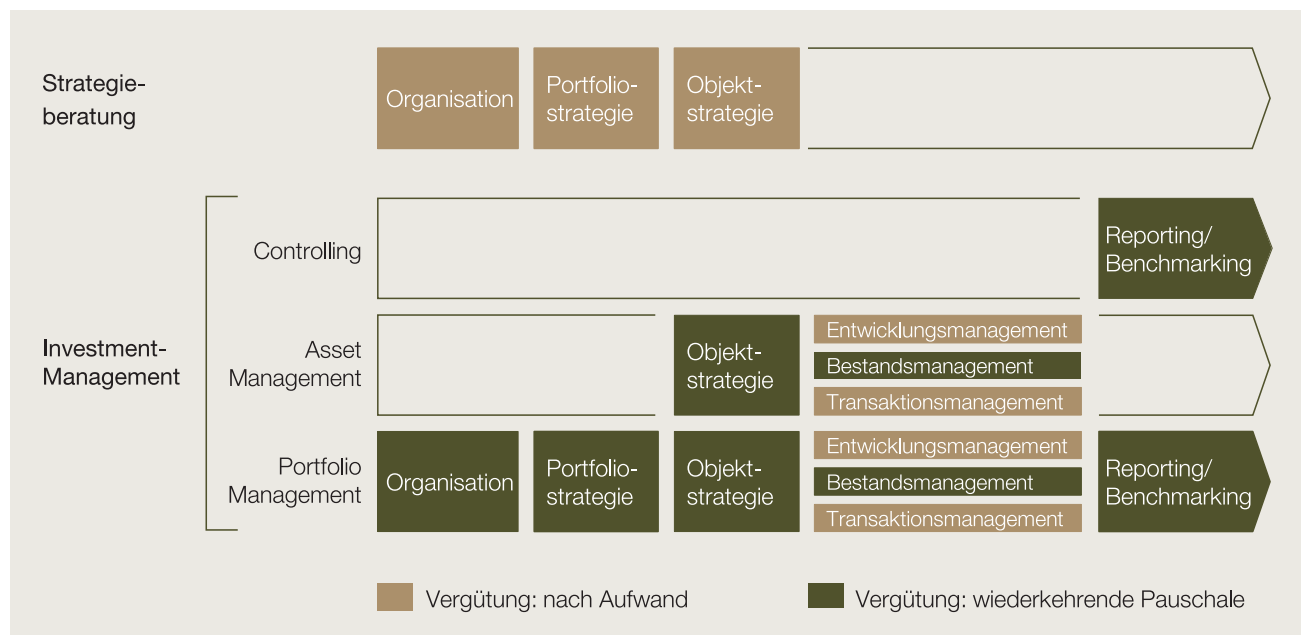 Strategie-
beratung
Organisation
Portfolio-
strategie
Objekt-
strategie
Investment-
Management
Controlling
Reporting/
Benchmarking
Asset
Management
Objekt-
strategie
Entwicklungsmanagement
Bestandsmanagement
Transaktionsmanagement
Portfolio
Management
Organisation
Portfolio-
strategie
Objekt-
strategie
Entwicklungsmanagement
Bestandsmanagement
Transaktionsmanagement
Reporting/
Benchmarking
Vergütung: nach Aufwand
Vergütung: wiederkehrende Pauschale